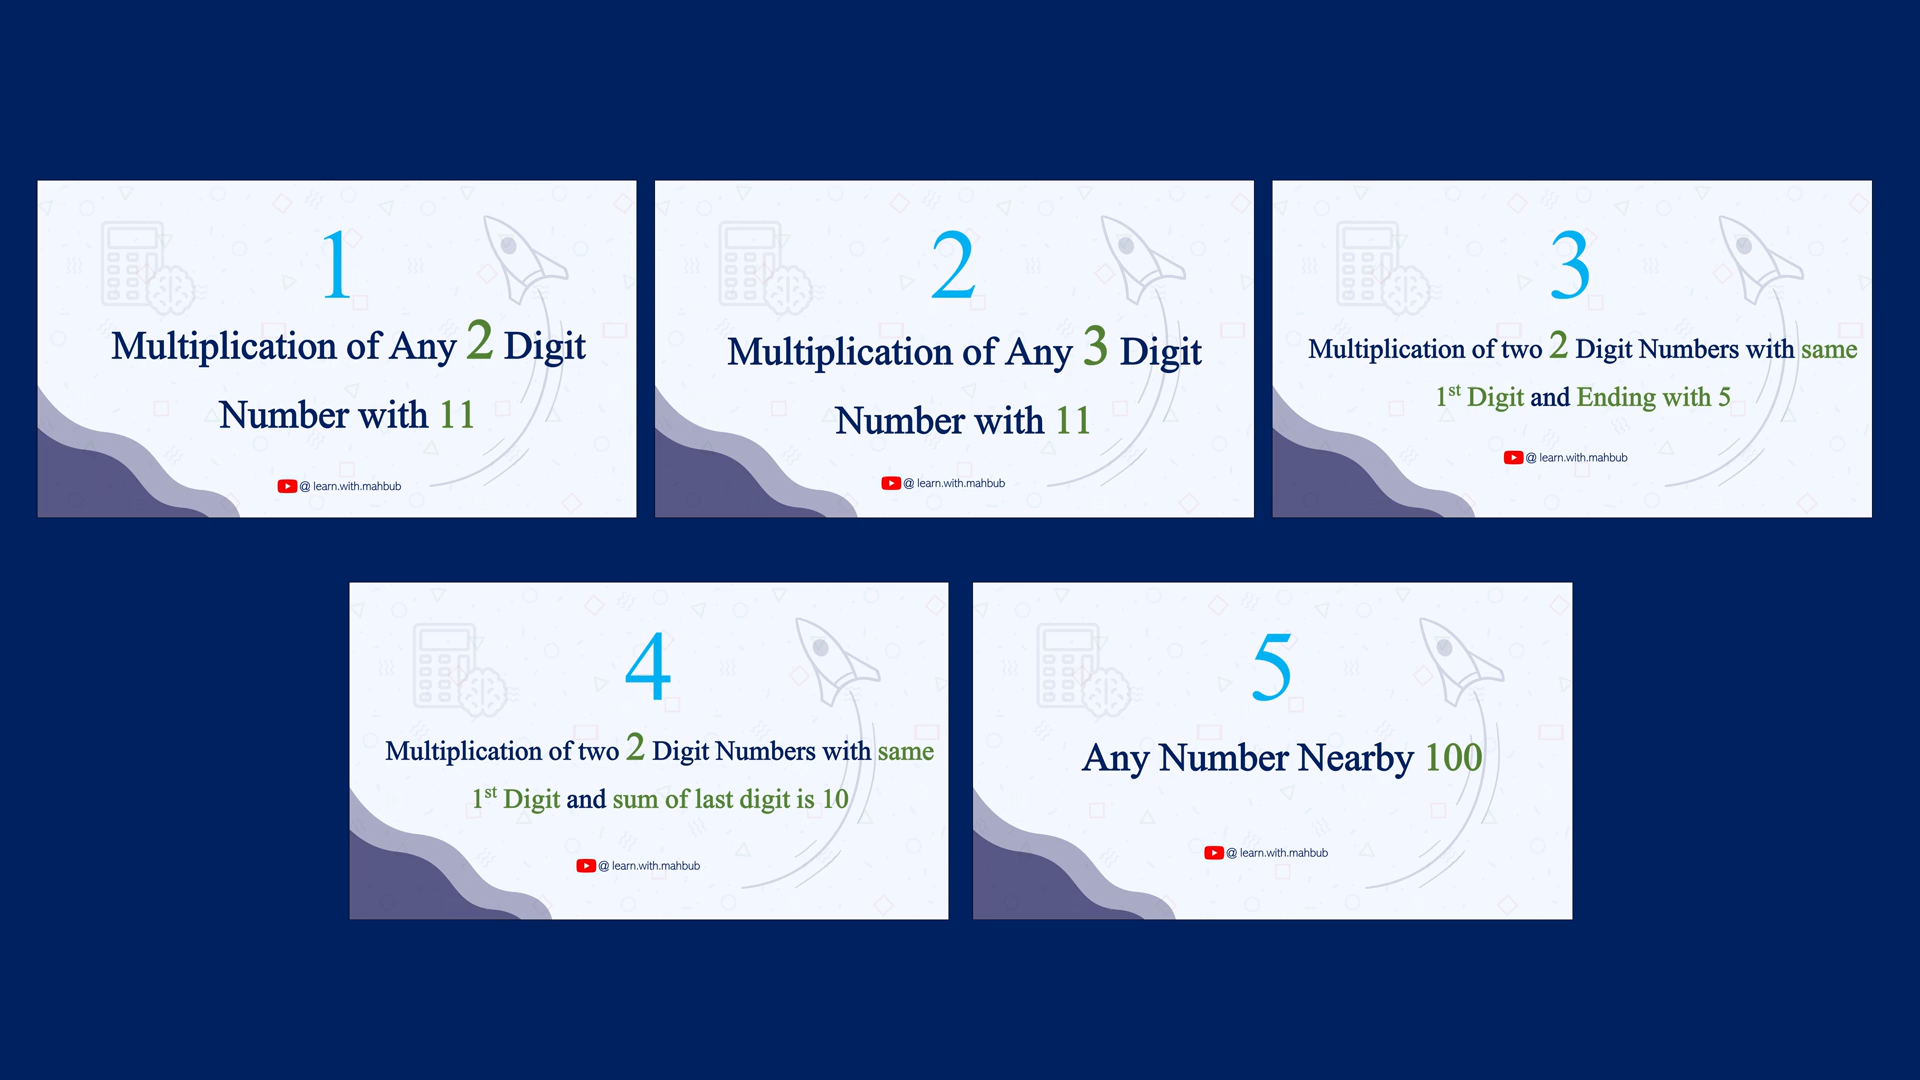 1
Multiplication of Any 2 Digit
Number with 11
@ learn.with.mahbub
2
Multiplication of Any 3 Digit
Number with 11
@ learn.with.mahbub
3
Multiplication of two 2 Digit Numbers with same
1st Digit and Ending with 5
@ learn.with.mahbub
4
Multiplication of two 2 Digit Numbers with same
1st Digit and sum of last digit is 10
@ learn.with.mahbub
5
Any Number Nearby 100
@ learn.with.mahbub